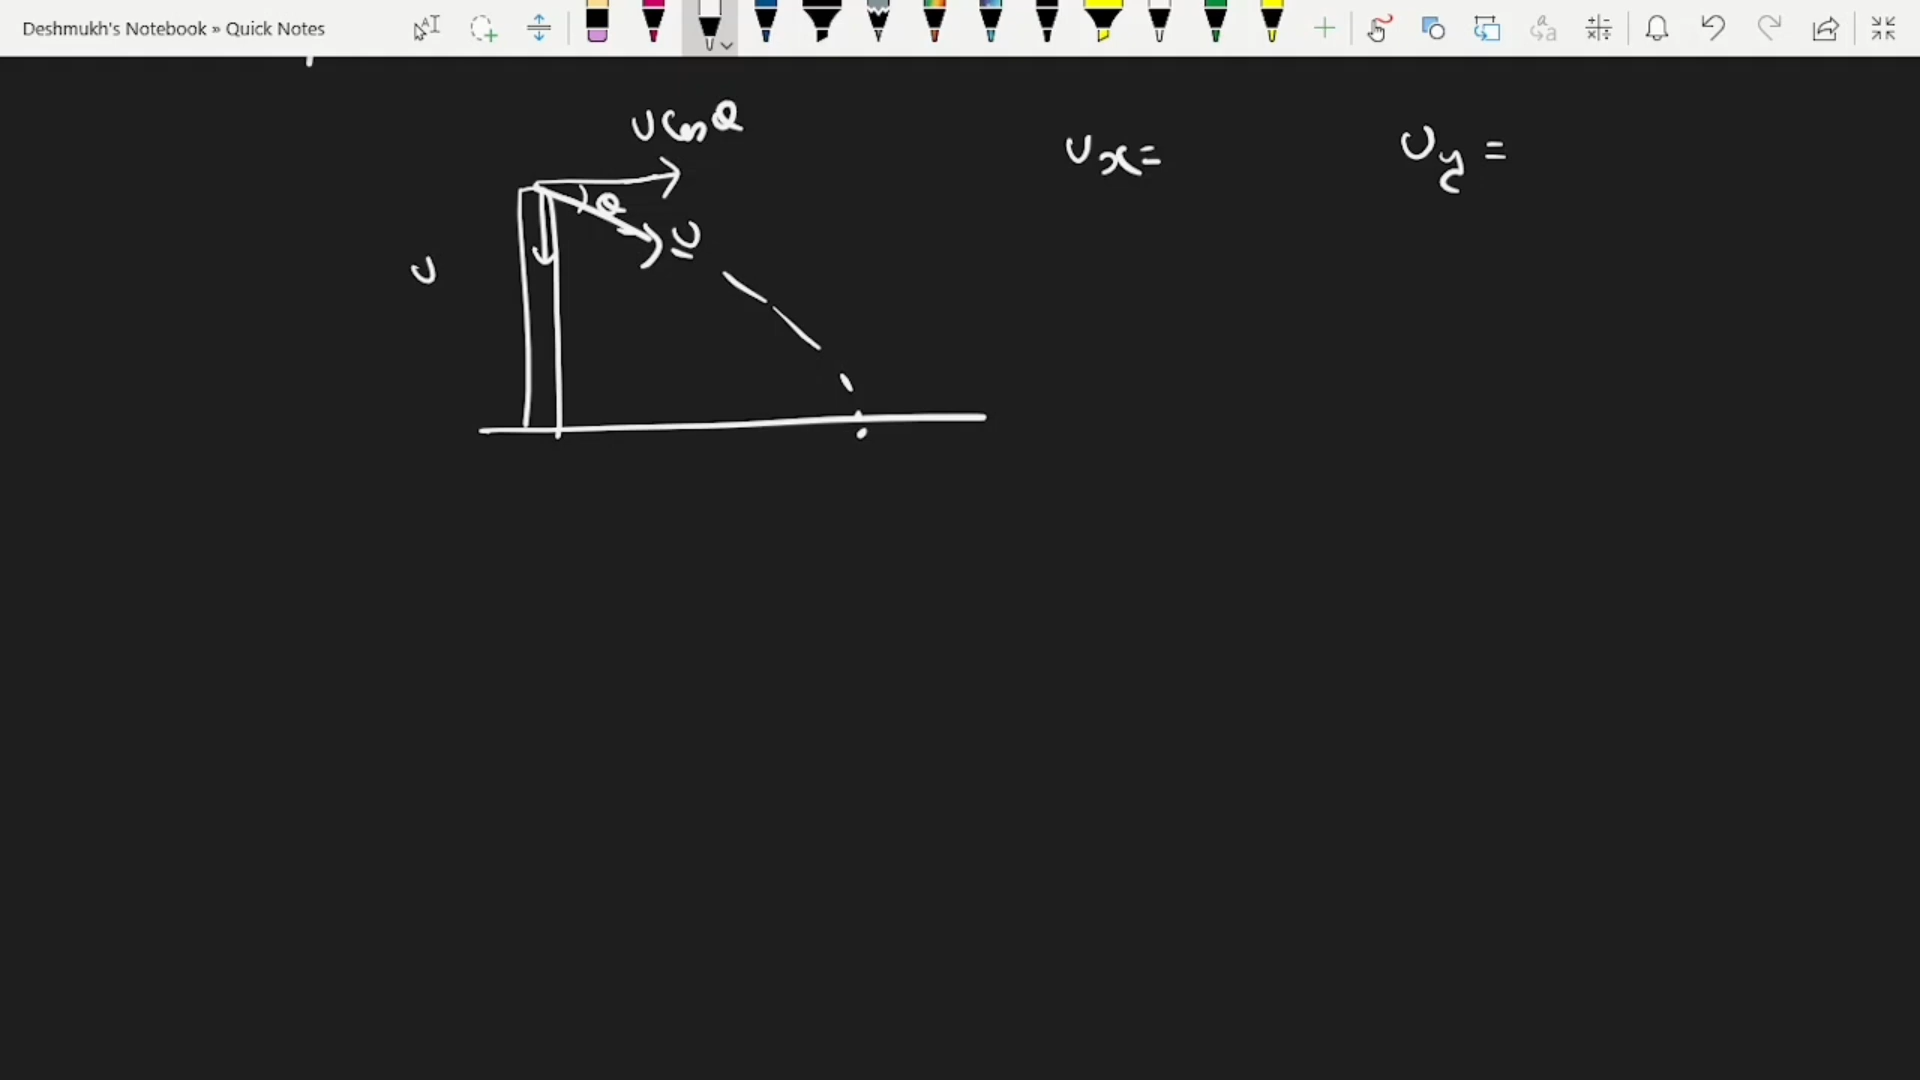 Deshmukh's Notebook » Quick Notes
U Cos θ
Ux =
Uy =
θ
U
U